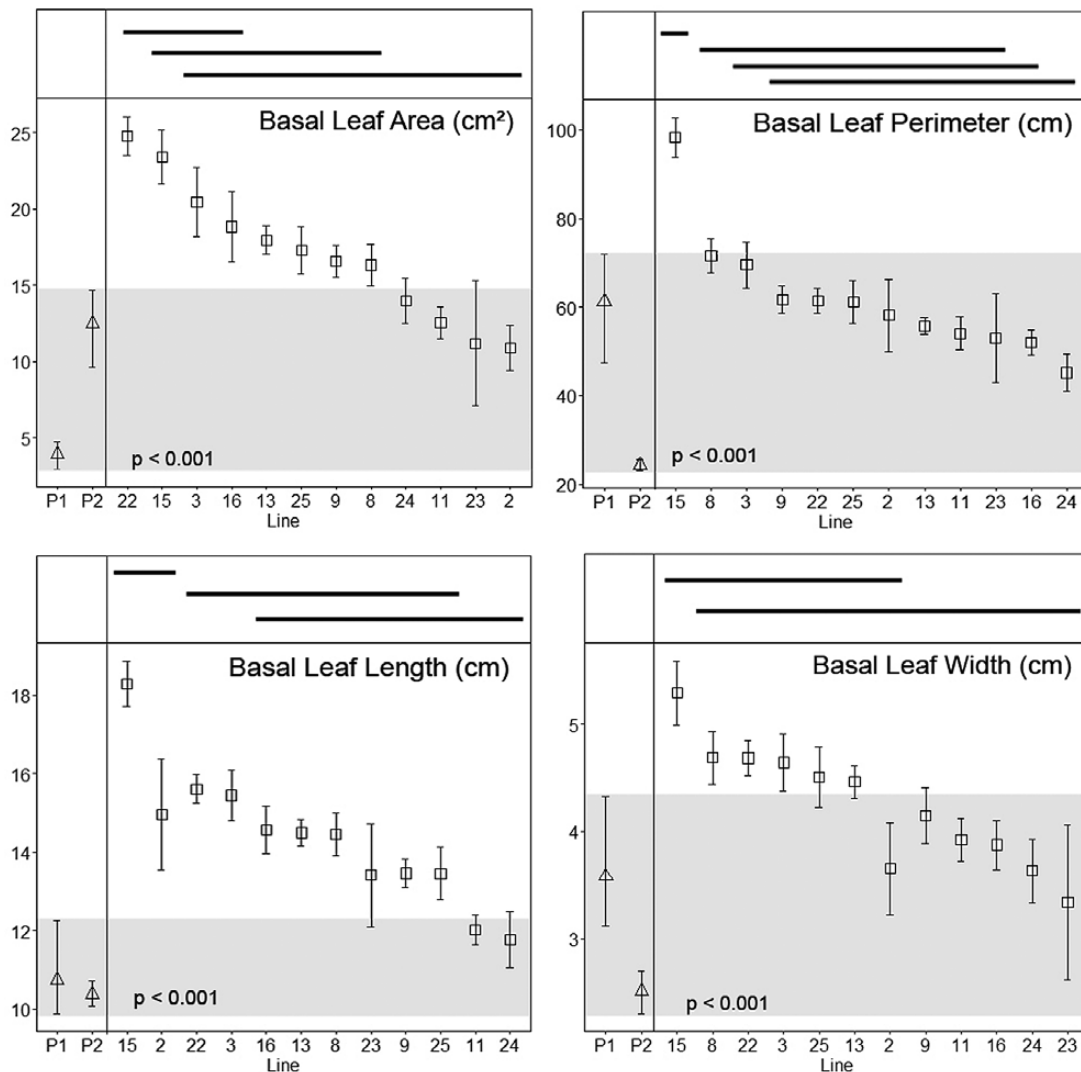 Basal Leaf Area (cm²)
25
20
15
10
5
p < 0.001
P1 P2 22 15 3 16 13 25 9 8 24 11 23 2
Line
Basal Leaf Perimeter (cm)
100
80
60
40
20
p < 0.001
P1 P2 15 8 3 9 22 25 2 13 11 23 16 24
Line
Basal Leaf Length (cm)
18
16
14
12
10
p < 0.001
P1 P2 15 2 22 3 16 13 8 23 9 25 11 24
Line
Basal Leaf Width (cm)
5
4
3
p < 0.001
P1 P2 15 8 22 3 25 13 2 9 11 16 24 23
Line